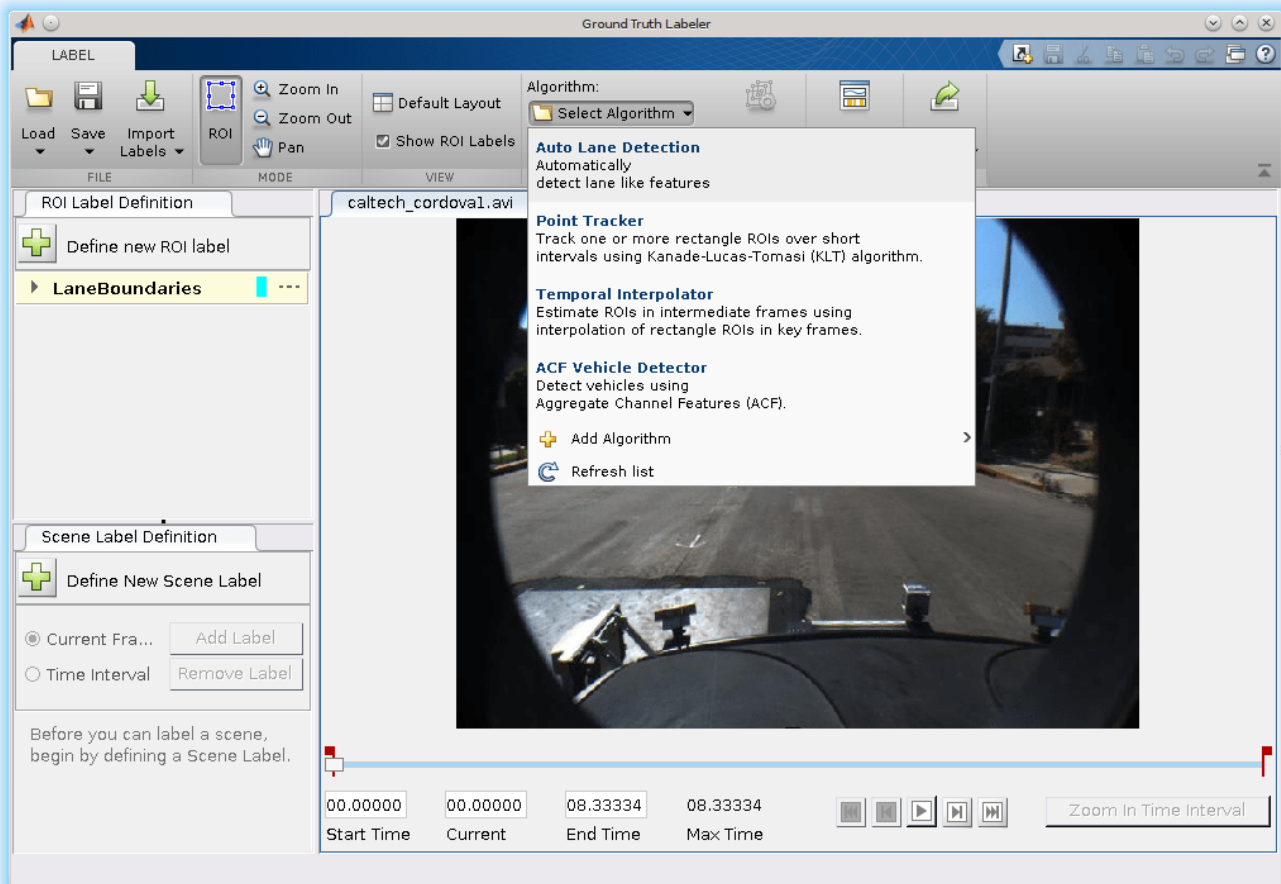 Ground Truth Labeler
LABEL
Load
Save
Import
Labels
ROI
Zoom In
Zoom Out
Pan
Default Layout
Show ROI Labels
Algorithm:
Select Algorithm
FILE
MODE
VIEW
Auto Lane Detection
Automatically
detect lane like features
Point Tracker
Track one or more rectangle ROIs over short
intervals using Kanade-Lucas-Tomasi (KLT) algorithm.
Temporal Interpolator
Estimate ROIs in intermediate frames using
interpolation of rectangle ROIs in key frames.
ACF Vehicle Detector
Detect vehicles using
Aggregate Channel Features (ACF).
Add Algorithm
Refresh list
ROI Label Definition
Define new ROI label
LaneBoundaries
caltech_cordova1.avi
Scene Label Definition
Define New Scene Label
Current Fra...
Add Label
Time Interval
Remove Label
Before you can label a scene,
begin by defining a Scene Label.
00.00000 00.00000 08.33334 08.33334
Start Time Current End Time Max Time
Zoom In Time Interval